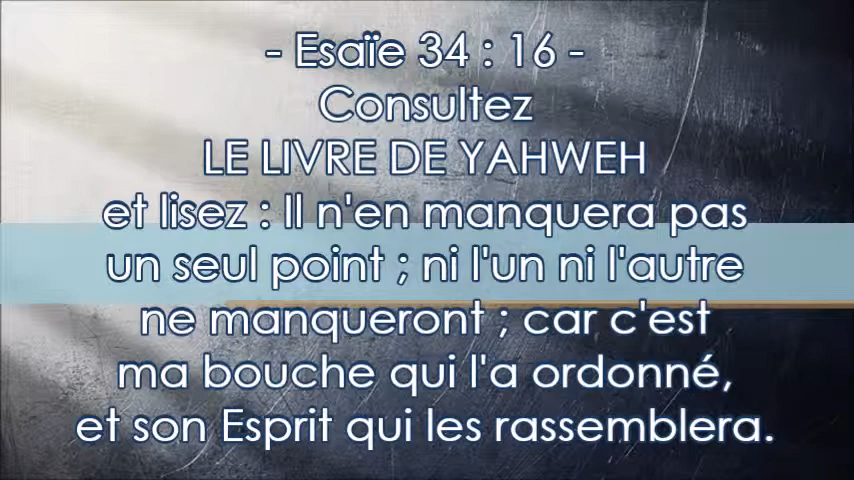 - Esaïe 34 : 16 -
Consultez
LE LIVRE DE YAHWEH
et lisez : Il n'en manquera pas
un seul point ; ni l'un ni l'autre
ne manqueront ; car c'est
ma bouche qui l'a ordonné,
et son Esprit qui les rassemblera.